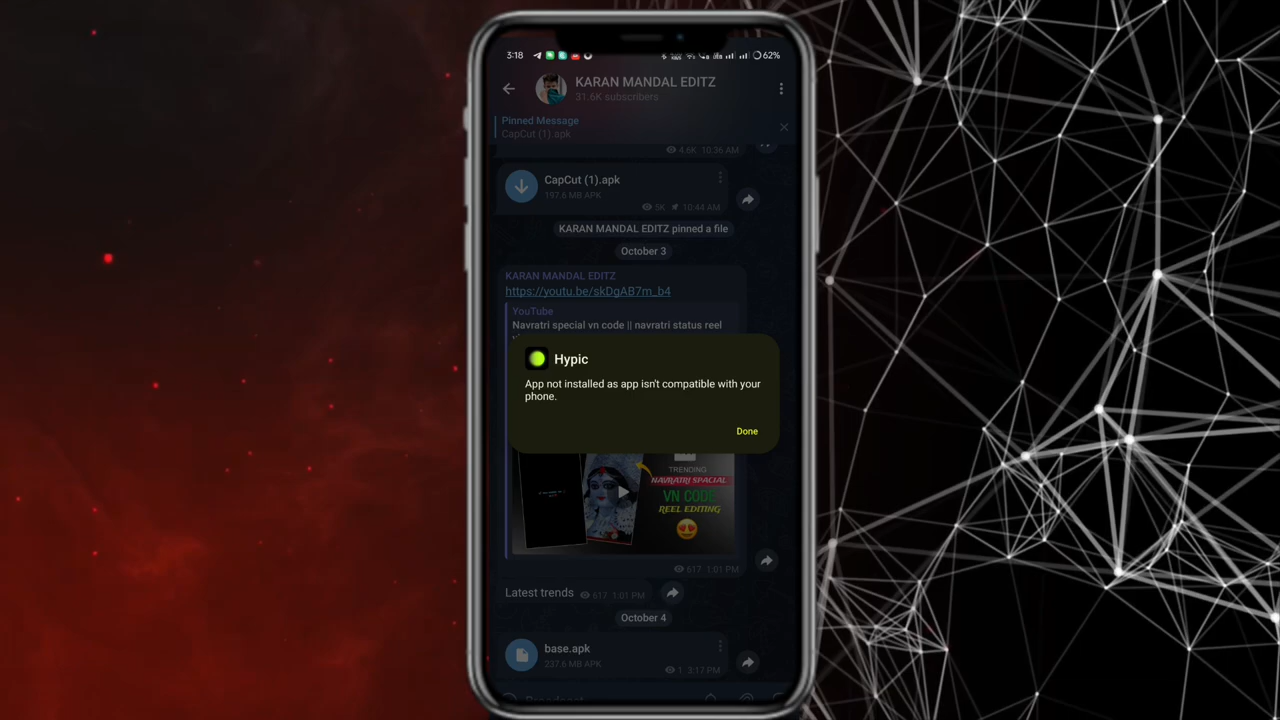 3:18
62%
KARAN MANDAL EDITZ
31.6K subscribers
Pinned Message
CapCut (1).apk
4.6K 10:36 AM
CapCut (1).apk
197.6 MB APK
5K 10:44 AM
KARAN MANDAL EDITZ pinned a file
October 3
KARAN MANDAL EDITZ
https://youtu.be/skDgAB7m_b4
YouTube
Navratri special vn code || navratri status reel
Hypic
App not installed as app isn't compatible with your
phone.
Done
TRENDING
NAVRATRI SPACIAL
VN CODE
REEL EDITING
617 1:01 PM
Latest trends 617 1:01 PM
October 4
base.apk
237.6 MB APK
1 3:17 PM
Broadcast